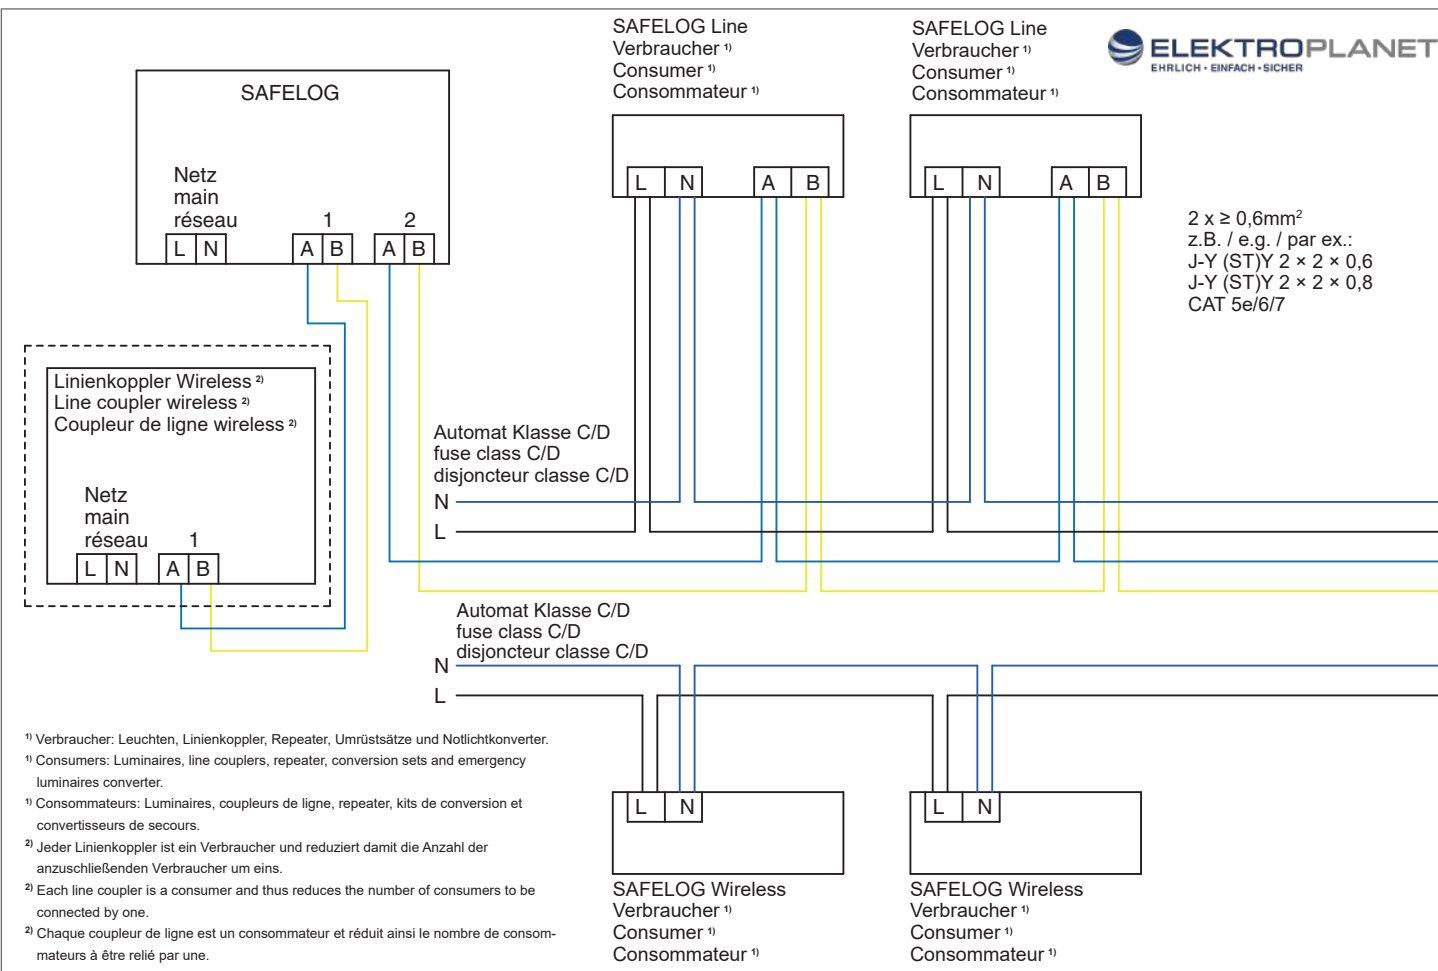 SAFELOG Line
Verbraucher ¹⁾
Consumer ¹⁾
Consommateur ¹⁾
SAFELOG Line
Verbraucher ¹⁾
Consumer ¹⁾
Consommateur ¹⁾
ELEKTROPLANET
EHRLICH • EINFACH • SICHER
SAFELOG
Netz
main
réseau
1
2
L N
A B
A B
L N
A B
L N
A B
2 x ≥ 0,6mm²
z.B. / e.g. / par ex.:
J-Y (ST)Y 2 × 2 × 0,6
J-Y (ST)Y 2 × 2 × 0,8
CAT 5e/6/7
Linienkoppler Wireless ²⁾
Line coupler wireless ²⁾
Coupleur de ligne wireless ²⁾
Netz
main
réseau
1
L N
A B
Automat Klasse C/D
fuse class C/D
disjoncteur classe C/D
N
L
Automat Klasse C/D
fuse class C/D
disjoncteur classe C/D
N
L
¹⁾ Verbraucher: Leuchten, Linienkoppler, Repeater, Umrüstsätze und Notlichtkonverter.
¹⁾ Consumers: Luminaires, line couplers, repeater, conversion sets and emergency
luminaires converter.
¹⁾ Consommateurs: Luminaires, coupleurs de ligne, repeater, kits de conversion et
convertisseurs de secours.
²⁾ Jeder Linienkoppler ist ein Verbraucher und reduziert damit die Anzahl der
anzuschließenden Verbraucher um eins.
²⁾ Each line coupler is a consumer and thus reduces the number of consumers to be
connected by one.
²⁾ Chaque coupleur de ligne est un consommateur et réduit ainsi le nombre de consom-
mateurs à être relié par une.
L N
L N
SAFELOG Wireless
Verbraucher ¹⁾
Consumer ¹⁾
Consommateur ¹⁾
SAFELOG Wireless
Verbraucher ¹⁾
Consumer ¹⁾
Consommateur ¹⁾